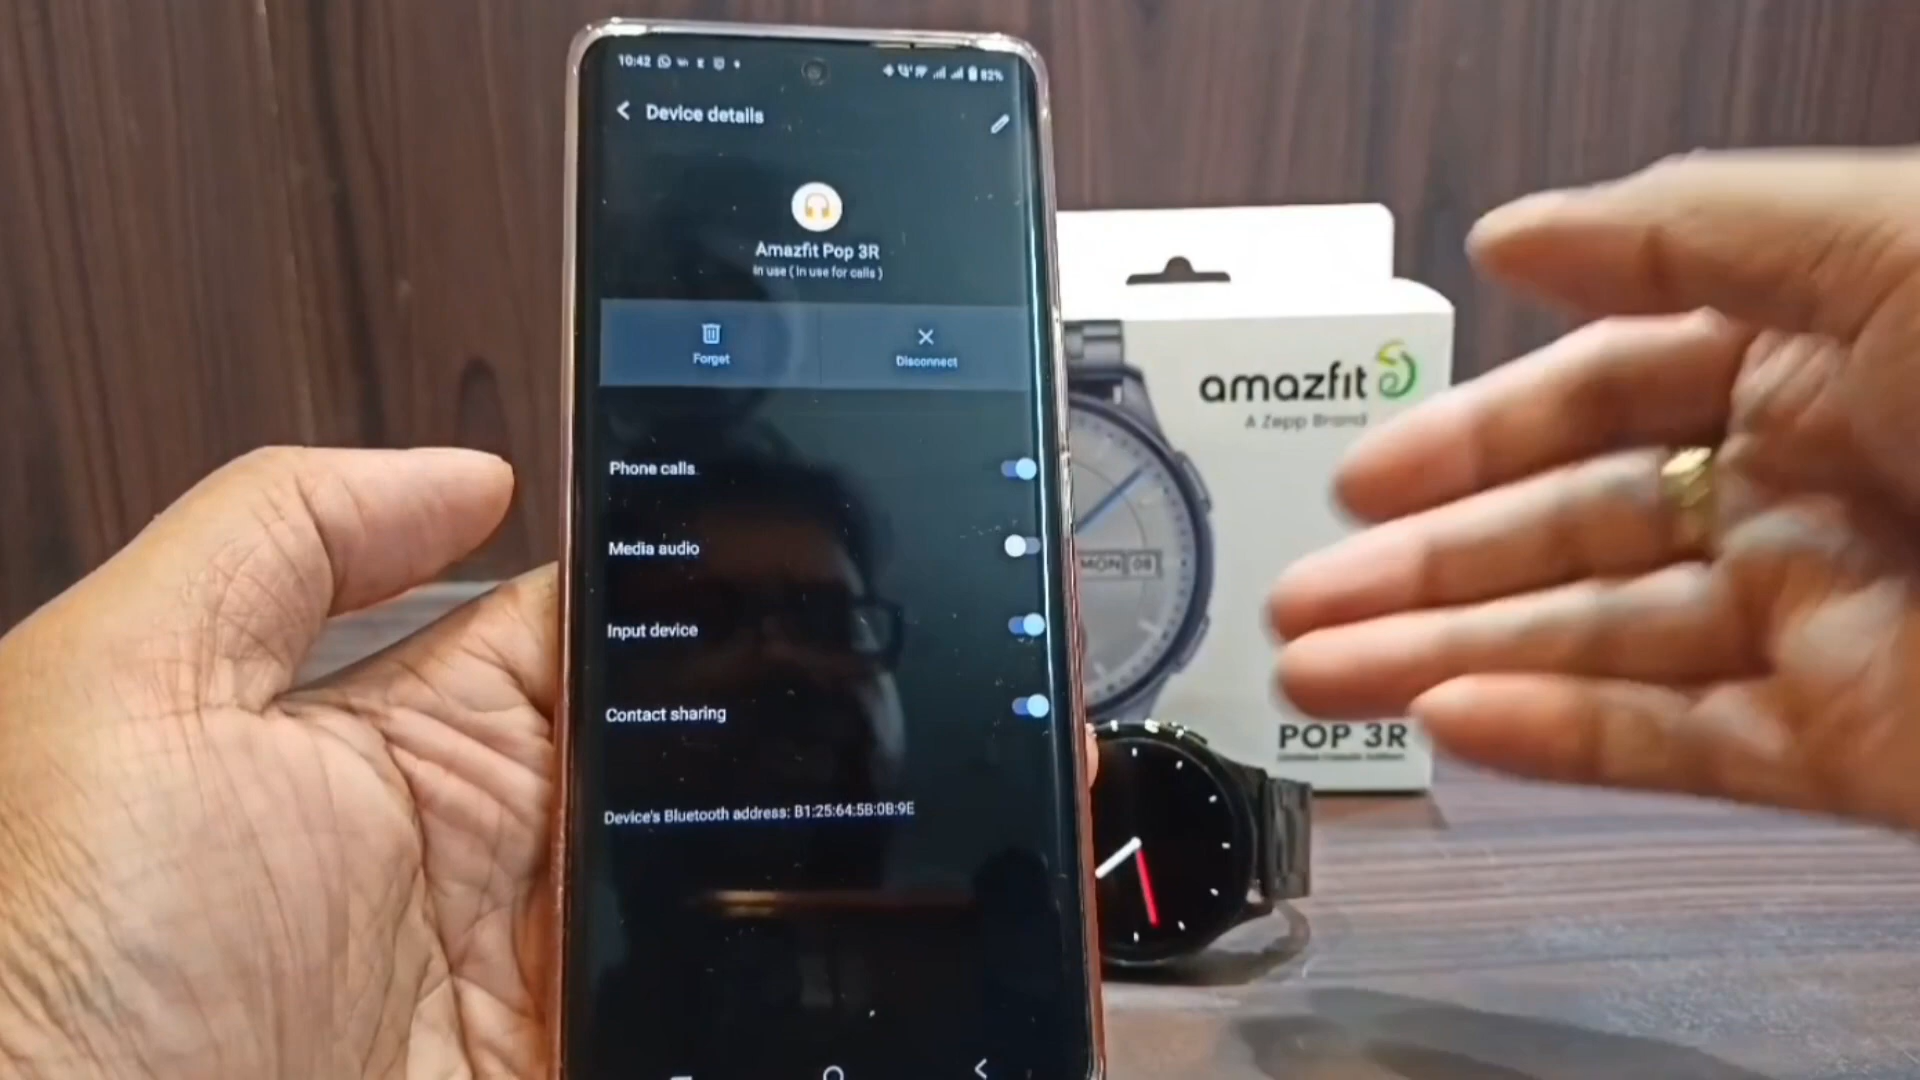 10:42
82%
Device details
Amazfit Pop 3R
In use ( in use for calls )
Forget
Disconnect
Phone calls
Media audio
Input device
Contact sharing
Device's Bluetooth address: B1:25:64:5B:0B:9E
amazfit
A Zepp Brand
MON 08
POP 3R